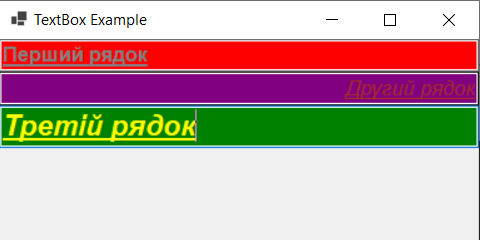 TextBox Example
Перший рядок
Другий рядок
Третій рядок